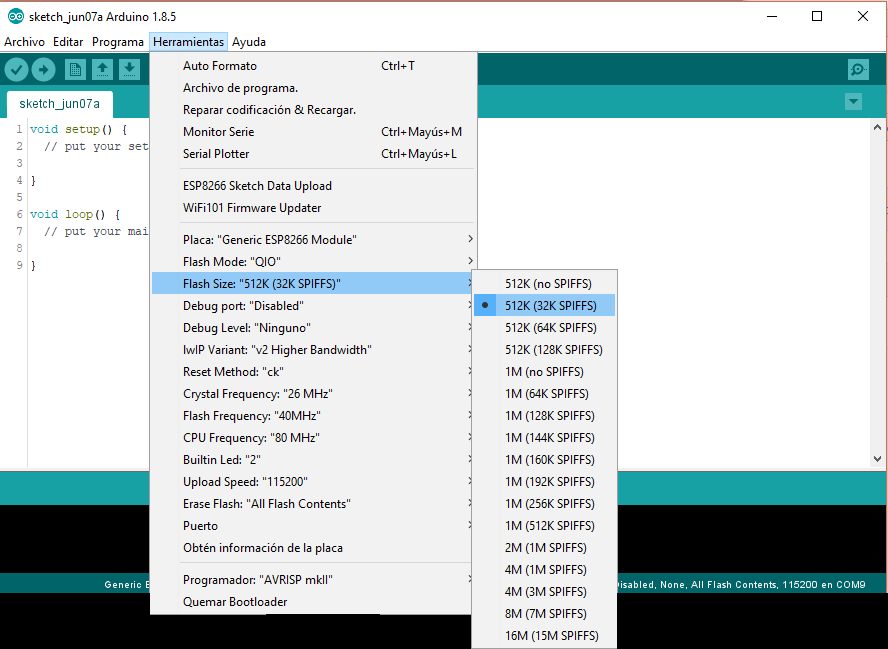 sketch_jun07a Arduino 1.8.5
Archivo Editar Programa Herramientas Ayuda
sketch_jun07a
1 void setup() {
2 // put your set
3
4 }
5
6 void loop() {
7 // put your mai
8
9 }
Auto Formato Ctrl+T
Archivo de programa.
Reparar codificación & Recargar.
Monitor Serie Ctrl+Mayús+M
Serial Plotter Ctrl+Mayús+L
ESP8266 Sketch Data Upload
WiFi101 Firmware Updater
Placa: "Generic ESP8266 Module"
Flash Mode: "QIO"
Flash Size: "512K (32K SPIFFS)"
Debug port: "Disabled"
Debug Level: "Ninguno"
lwIP Variant: "v2 Higher Bandwidth"
Reset Method: "ck"
Crystal Frequency: "26 MHz"
Flash Frequency: "40MHz"
CPU Frequency: "80 MHz"
Builtin Led: "2"
Upload Speed: "115200"
Erase Flash: "All Flash Contents"
Puerto
Obtén información de la placa
Programador: "AVRISP mkII"
Quemar Bootloader
512K (no SPIFFS)
512K (32K SPIFFS)
512K (64K SPIFFS)
512K (128K SPIFFS)
1M (no SPIFFS)
1M (64K SPIFFS)
1M (128K SPIFFS)
1M (144K SPIFFS)
1M (160K SPIFFS)
1M (192K SPIFFS)
1M (256K SPIFFS)
1M (512K SPIFFS)
2M (1M SPIFFS)
4M (1M SPIFFS)
4M (3M SPIFFS)
8M (7M SPIFFS)
16M (15M SPIFFS)
Generic E
isabled, None, All Flash Contents, 115200 en COM9